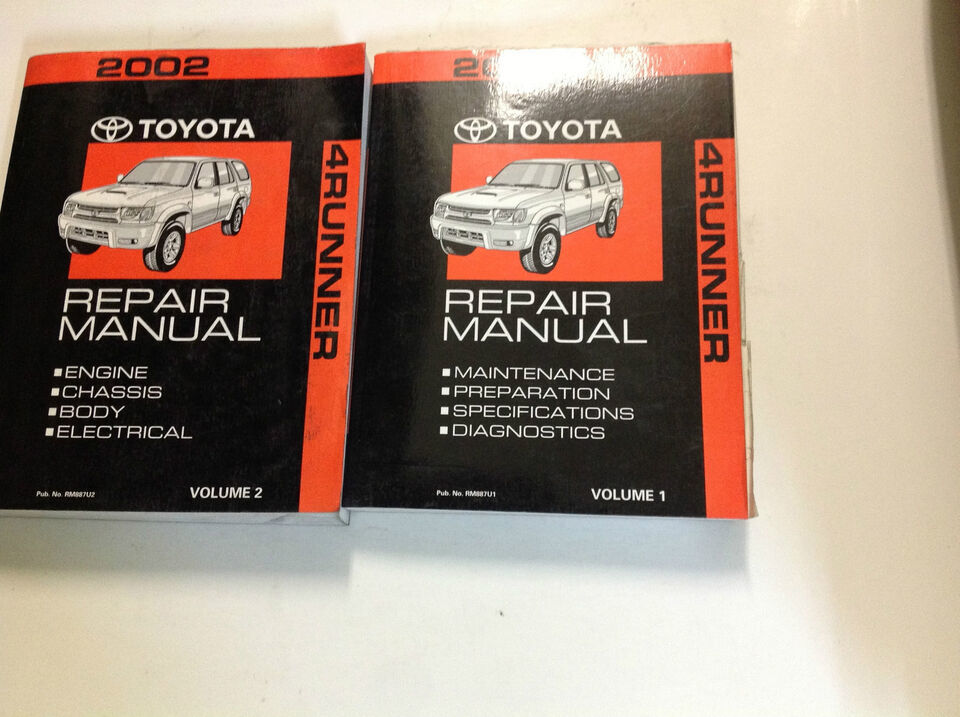 2002
TOYOTA
4RUNNER
REPAIR
MANUAL
■ENGINE
■CHASSIS
■BODY
■ELECTRICAL
Pub. No. RM887U2
VOLUME 2
TOYOTA
4RUNNER
REPAIR
MANUAL
■MAINTENANCE
■PREPARATION
■SPECIFICATIONS
■DIAGNOSTICS
Pub. No. RM887U1
VOLUME 1